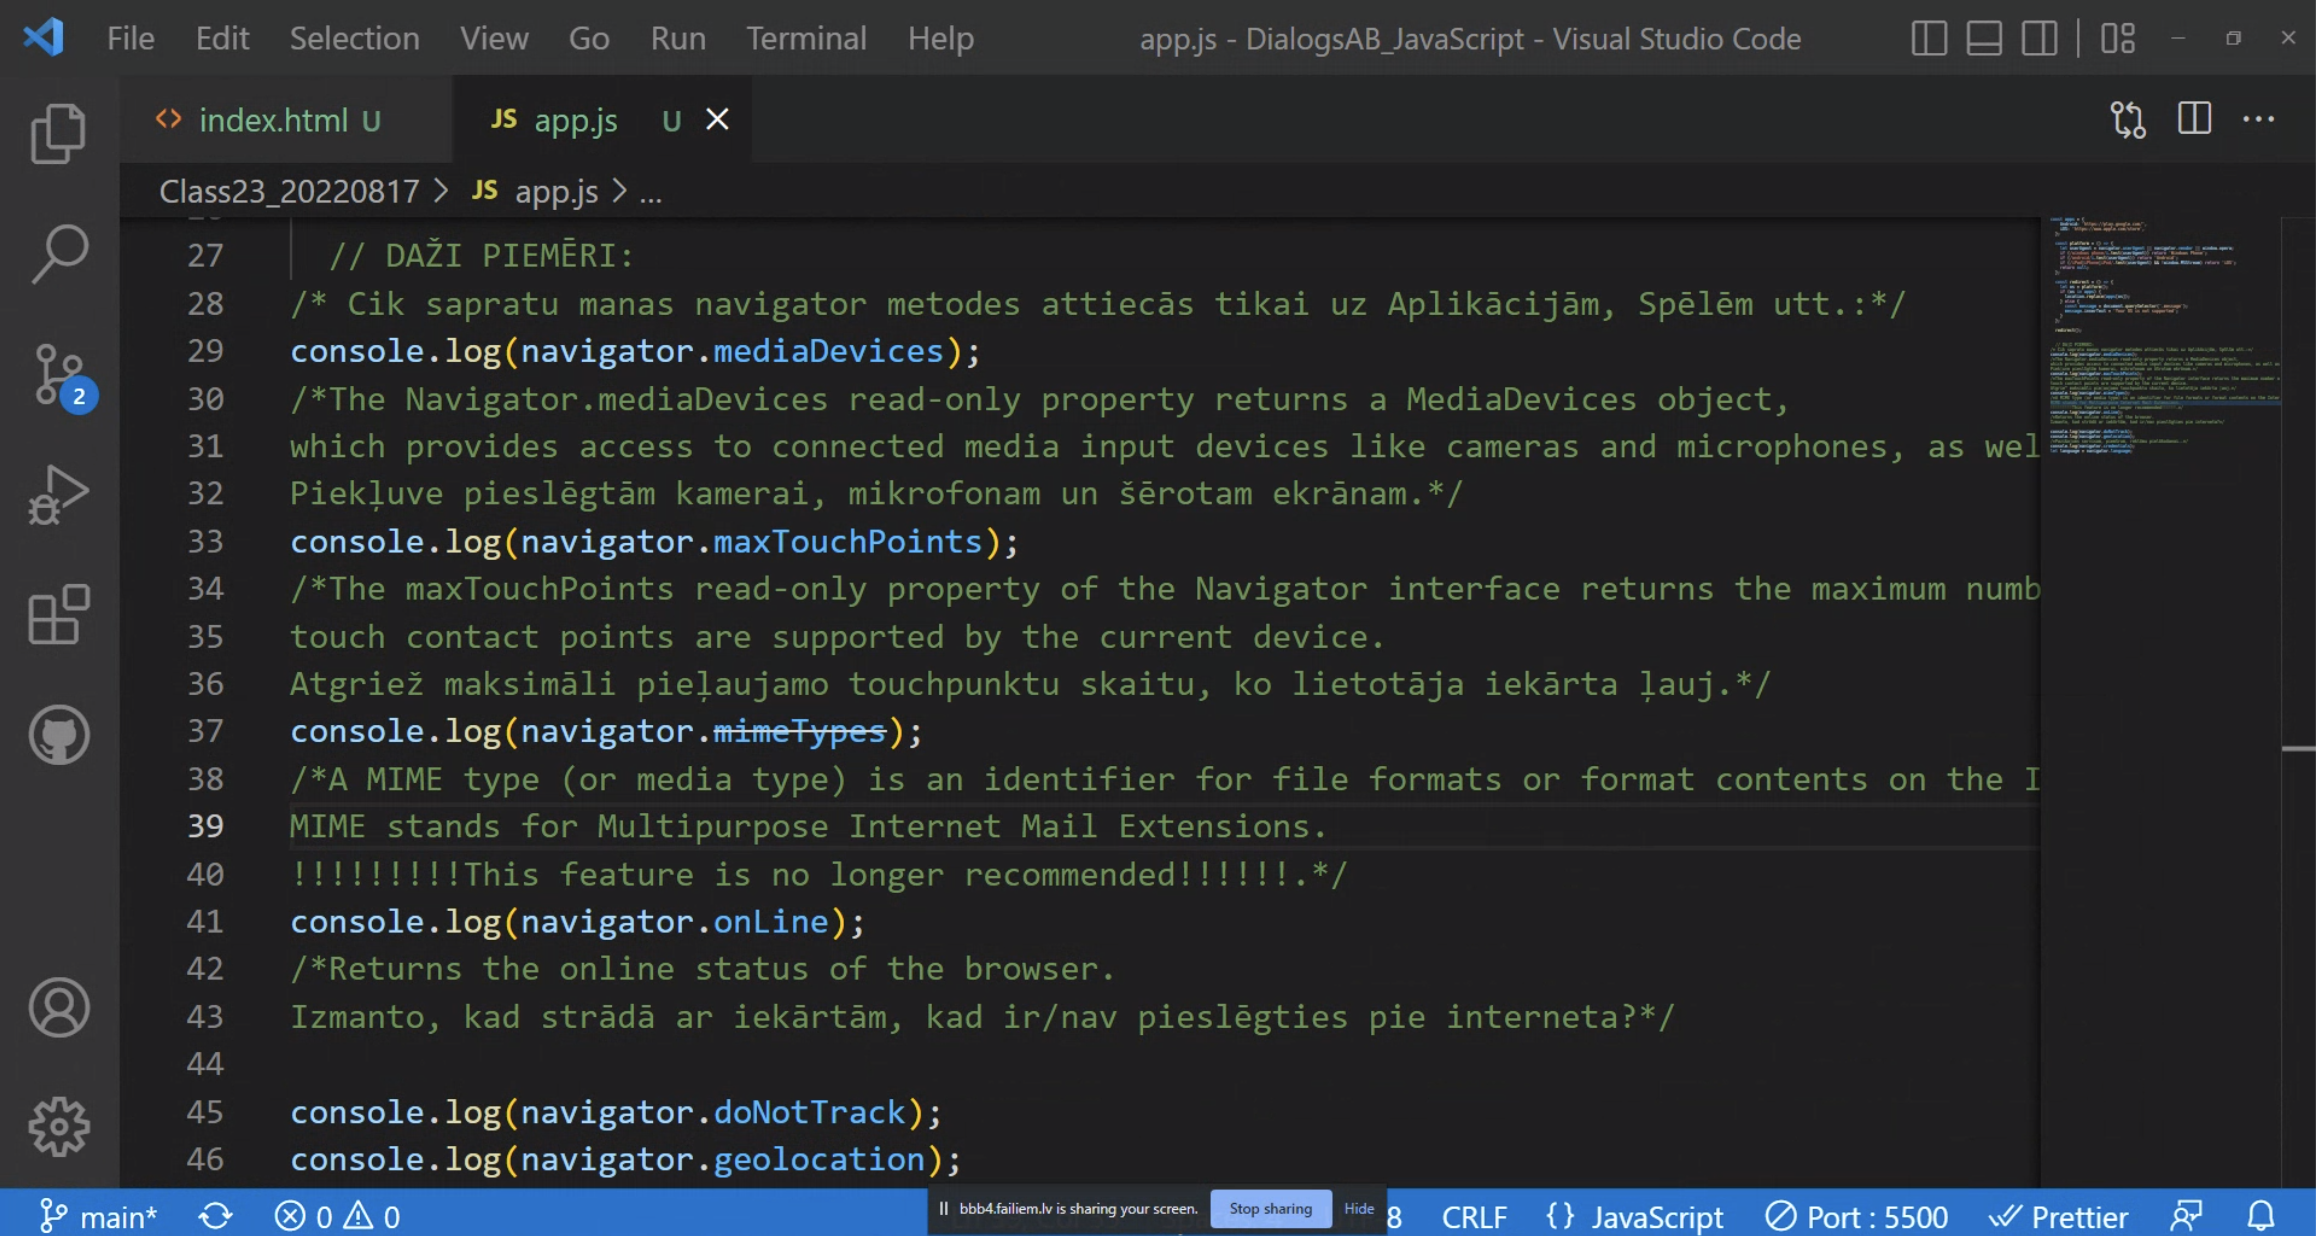 File Edit Selection View Go Run Terminal Help app.js - DialogsAB_JavaScript - Visual Studio Code
index.html U JS app.js U
Class23_20220817 > JS app.js > ...
27 // DAŽI PIEMĒRI:
28 /* Cik sapratu manas navigator metodes attiecās tikai uz Aplikācijām, Spēlēm utt.:*/
29 console.log(navigator.mediaDevices);
30 /*The Navigator.mediaDevices read-only property returns a MediaDevices object,
31 which provides access to connected media input devices like cameras and microphones, as wel
32 Piekļuve pieslēgtām kamerai, mikrofonam un šērotam ekrānam.*/
33 console.log(navigator.maxTouchPoints);
34 /*The maxTouchPoints read-only property of the Navigator interface returns the maximum numb
35 touch contact points are supported by the current device.
36 Atgriež maksimāli pieļaujamo touchpunktu skaitu, ko lietotāja iekārta ļauj.*/
37 console.log(navigator.mimeTypes);
38 /*A MIME type (or media type) is an identifier for file formats or format contents on the I
39 MIME stands for Multipurpose Internet Mail Extensions.
40 !!!!!!!!!This feature is no longer recommended!!!!!!.*/
41 console.log(navigator.onLine);
42 /*Returns the online status of the browser.
43 Izmanto, kad strādā ar iekārtām, kad ir/nav pieslēgties pie interneta?*/
44
45 console.log(navigator.doNotTrack);
46 console.log(navigator.geolocation);
2
main* 0 0 bbb4.failiem.lv is sharing your screen. Stop sharing Hide 8 CRLF {} JavaScript Port : 5500 Prettier